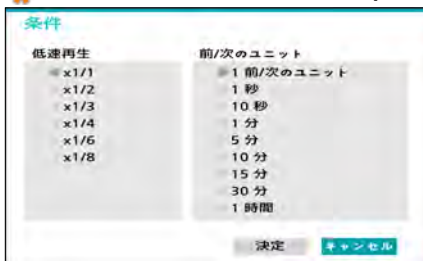 条件
低速再生
x1/1
x1/2
x1/3
x1/4
x1/6
x1/8
前/次のユニット
1 前/次のユニット
1 秒
10 秒
1 分
5 分
10 分
15 分
30 分
1 時間
決定
キャンセル